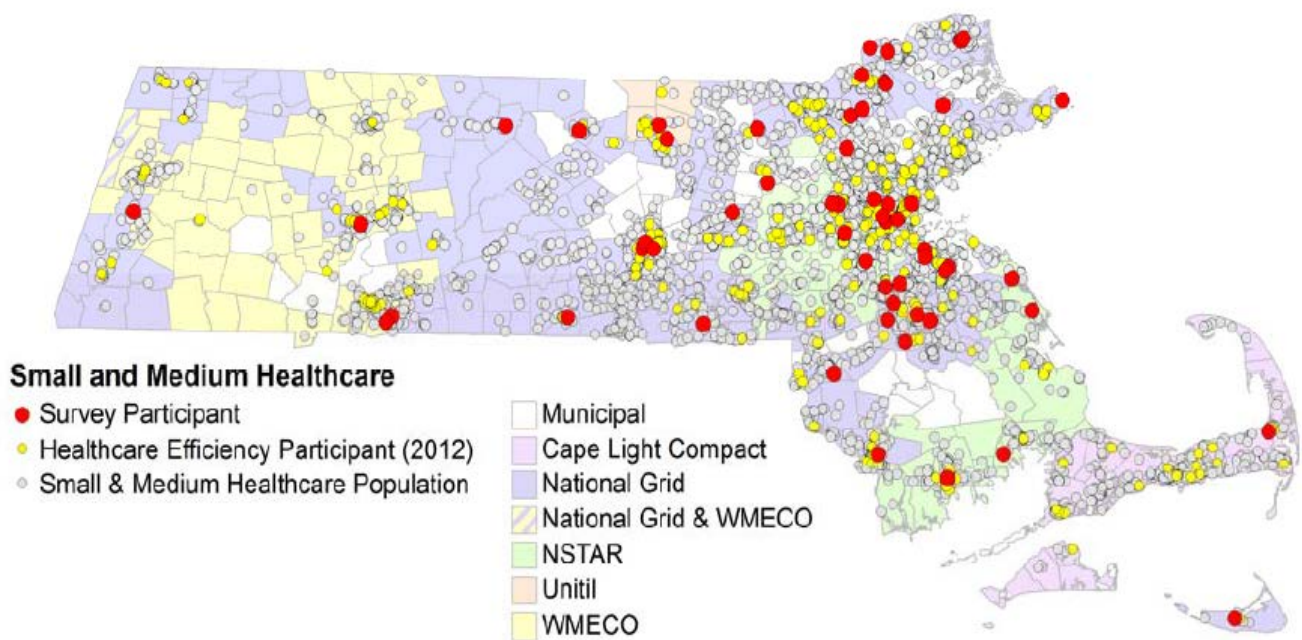 Small and Medium Healthcare
Survey Participant
Healthcare Efficiency Participant (2012)
Small & Medium Healthcare Population
Municipal
Cape Light Compact
National Grid
National Grid & WMECO
NSTAR
Unitil
WMECO